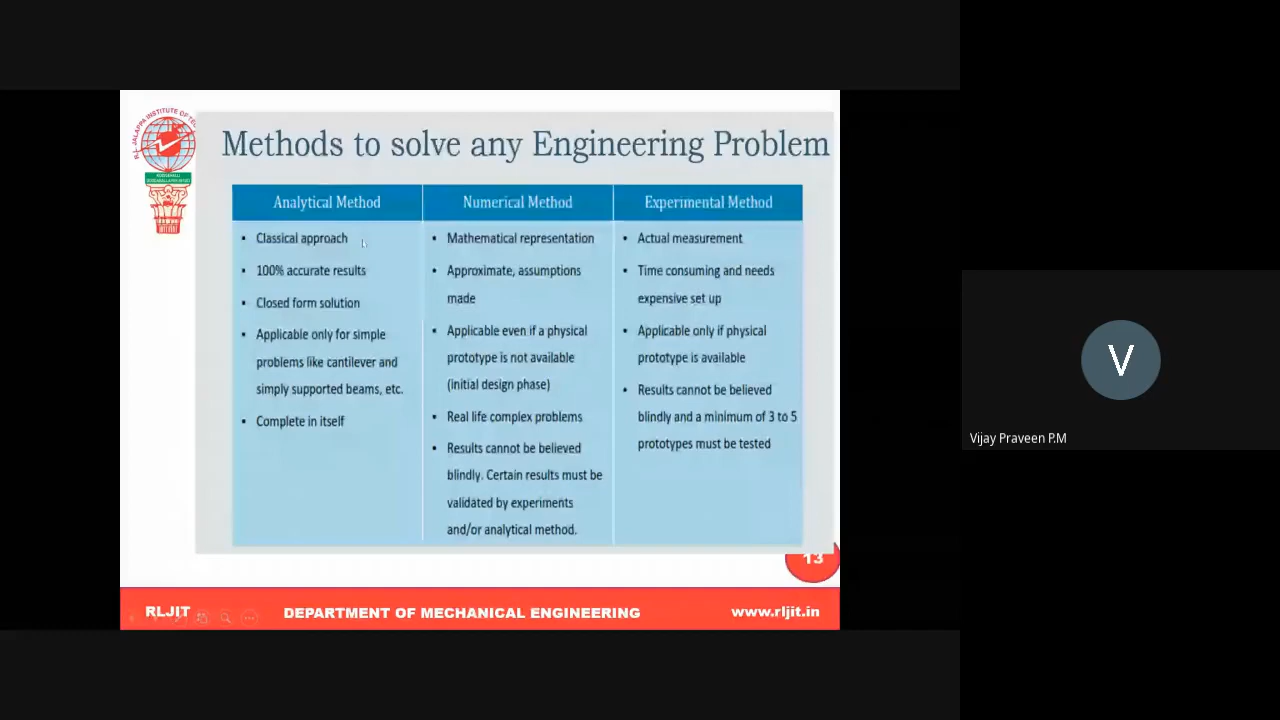 Methods to solve any Engineering Problem
Analytical Method
• Classical approach
• 100% accurate results
• Closed form solution
• Applicable only for simple
problems like cantilever and
simply supported beams, etc.
• Complete in itself
Numerical Method
• Mathematical representation
• Approximate, assumptions
made
• Applicable even if a physical
prototype is not available
(initial design phase)
• Real life complex problems
• Results cannot be believed
blindly. Certain results must be
validated by experiments
and/or analytical method.
Experimental Method
• Actual measurement
• Time consuming and needs
expensive set up
• Applicable only if physical
prototype is available
• Results cannot be believed
blindly and a minimum of 3 to 5
prototypes must be tested
13
RLJIT
DEPARTMENT OF MECHANICAL ENGINEERING
www.rljit.in
V
Vijay Praveen P.M